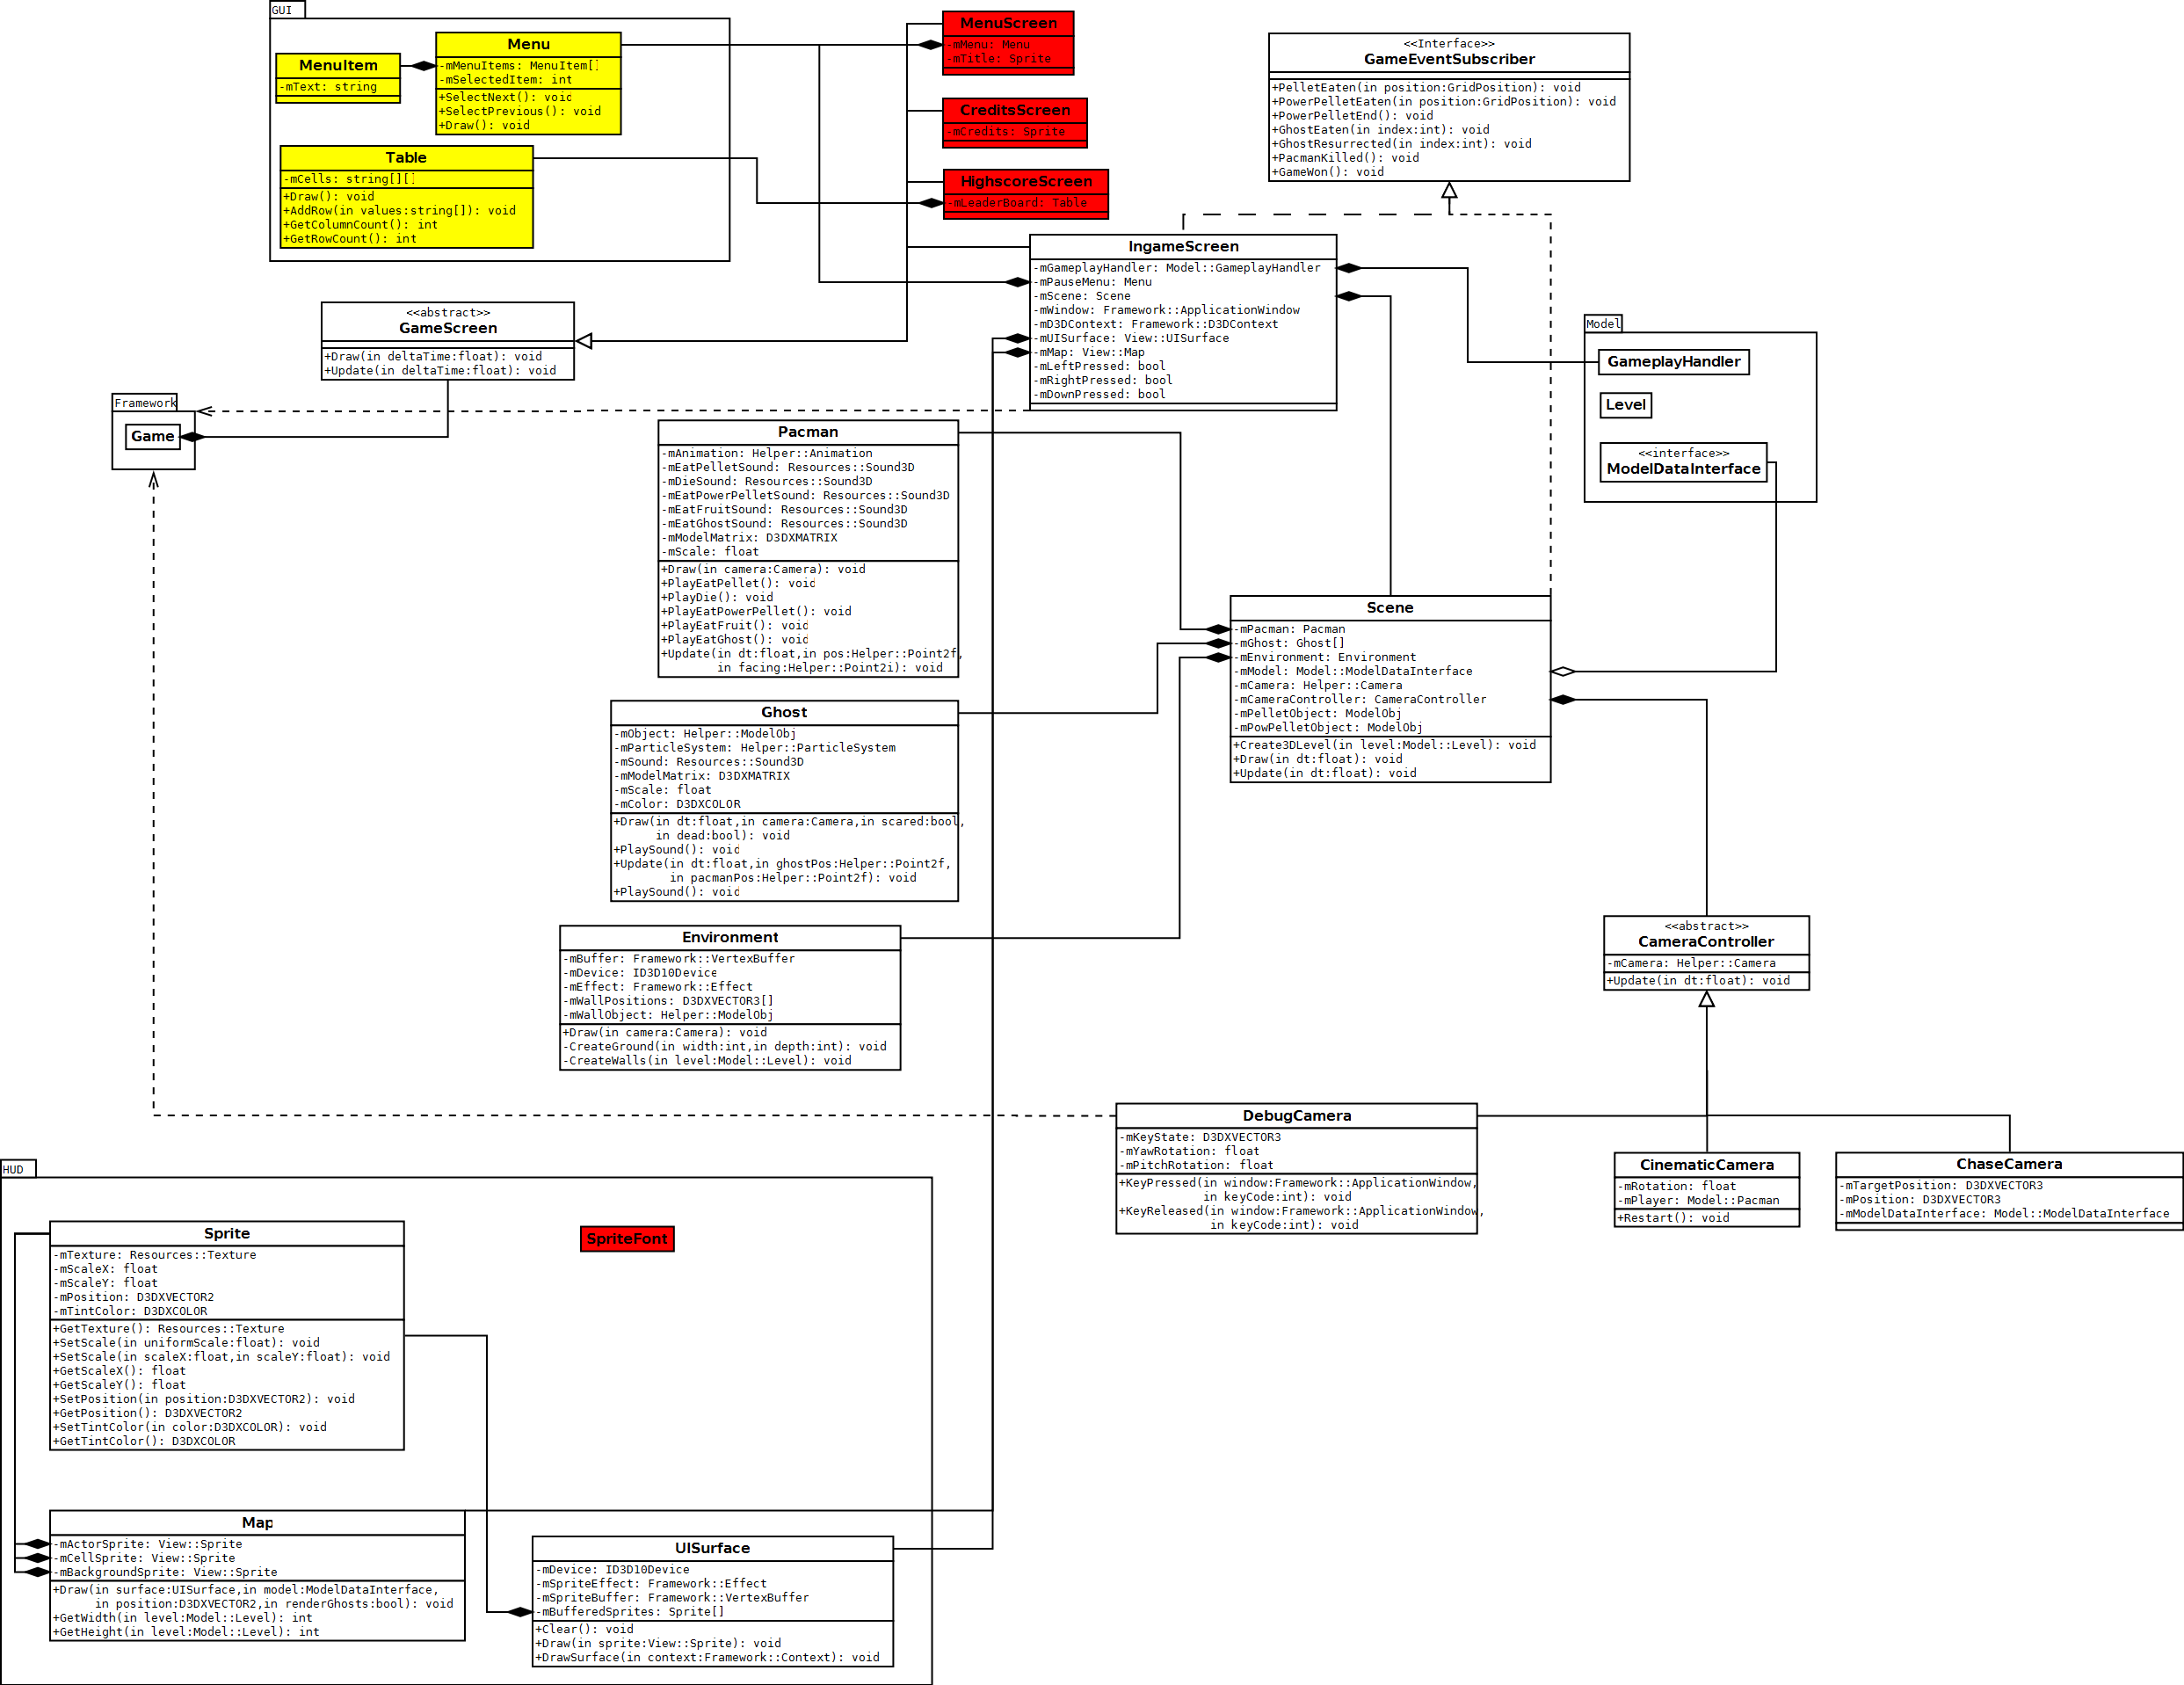 GUI
MenuItem
-mText: string
Menu
-mMenuItems: MenuItem[]
-mSelectedItem: int
+SelectNext(): void
+SelectPrevious(): void
+Draw(): void
Table
-mCells: string[][]
+Draw(): void
+AddRow(in values:string[]): void
+GetColumnCount(): int
+GetRowCount(): int
MenuScreen
-mMenu: Menu
-mTitle: Sprite
CreditsScreen
-mCredits: Sprite
HighscoreScreen
-mLeaderBoard: Table
<<Interface>>
GameEventSubscriber
+PelletEaten(in position:GridPosition): void
+PowerPelletEaten(in position:GridPosition): void
+PowerPelletEnd(): void
+GhostEaten(in index:int): void
+GhostResurrected(in index:int): void
+PacmanKilled(): void
+GameWon(): void
IngameScreen
-mGameplayHandler: Model::GameplayHandler
-mPauseMenu: Menu
-mScene: Scene
-mWindow: Framework::ApplicationWindow
-mD3DContext: Framework::D3DContext
-mUISurface: View::UISurface
-mMap: View::Map
-mLeftPressed: bool
-mRightPressed: bool
-mDownPressed: bool
<<abstract>>
GameScreen
+Draw(in deltaTime:float): void
+Update(in deltaTime:float): void
Framework
Game
Model
GameplayHandler
Level
<<interface>>
ModelDataInterface
Pacman
-mAnimation: Helper::Animation
-mEatPelletSound: Resources::Sound3D
-mDieSound: Resources::Sound3D
-mEatPowerPelletSound: Resources::Sound3D
-mEatFruitSound: Resources::Sound3D
-mEatGhostSound: Resources::Sound3D
-mModelMatrix: D3DXMATRIX
-mScale: float
+Draw(in camera:Camera): void
+PlayEatPellet(): void
+PlayDie(): void
+PlayEatPowerPellet(): void
+PlayEatFruit(): void
+PlayEatGhost(): void
+Update(in dt:float,in pos:Helper::Point2f,
in facing:Helper::Point2i): void
Scene
-mPacman: Pacman
-mGhost: Ghost[]
-mEnvironment: Environment
-mModel: Model::ModelDataInterface
-mCamera: Helper::Camera
-mCameraController: CameraController
-mPelletObject: ModelObj
-mPowPelletObject: ModelObj
+Create3DLevel(in level:Model::Level): void
+Draw(in dt:float): void
+Update(in dt:float): void
Ghost
-mObject: Helper::ModelObj
-mParticleSystem: Helper::ParticleSystem
-mSound: Resources::Sound3D
-mModelMatrix: D3DXMATRIX
-mScale: float
-mColor: D3DXCOLOR
+Draw(in dt:float,in camera:Camera,in scared:bool,
in dead:bool): void
+PlaySound(): void
+Update(in dt:float,in ghostPos:Helper::Point2f,
in pacmanPos:Helper::Point2f): void
+PlaySound(): void
Environment
-mBuffer: Framework::VertexBuffer
-mDevice: ID3D10Device
-mEffect: Framework::Effect
-mWallPositions: D3DXVECTOR3[]
-mWallObject: Helper::ModelObj
+Draw(in camera:Camera): void
-CreateGround(in width:int,in depth:int): void
-CreateWalls(in level:Model::Level): void
<<abstract>>
CameraController
-mCamera: Helper::Camera
+Update(in dt:float): void
DebugCamera
-mKeyState: D3DXVECTOR3
-mYawRotation: float
-mPitchRotation: float
+KeyPressed(in window:Framework::ApplicationWindow,
in keyCode:int): void
+KeyReleased(in window:Framework::ApplicationWindow,
in keyCode:int): void
CinematicCamera
-mRotation: float
-mPlayer: Model::Pacman
+Restart(): void
ChaseCamera
-mTargetPosition: D3DXVECTOR3
-mPosition: D3DXVECTOR3
-mModelDataInterface: Model::ModelDataInterface
HUD
Sprite
-mTexture: Resources::Texture
-mScaleX: float
-mScaleY: float
-mPosition: D3DXVECTOR2
-mTintColor: D3DXCOLOR
+GetTexture(): Resources::Texture
+SetScale(in uniformScale:float): void
+SetScale(in scaleX:float,in scaleY:float): void
+GetScaleX(): float
+GetScaleY(): float
+SetPosition(in position:D3DXVECTOR2): void
+GetPosition(): D3DXVECTOR2
+SetTintColor(in color:D3DXCOLOR): void
+GetTintColor(): D3DXCOLOR
SpriteFont
Map
-mActorSprite: View::Sprite
-mCellSprite: View::Sprite
-mBackgroundSprite: View::Sprite
+Draw(in surface:UISurface,in model:ModelDataInterface,
in position:D3DXVECTOR2,in renderGhosts:bool): void
+GetWidth(in level:Model::Level): int
+GetHeight(in level:Model::Level): int
UISurface
-mDevice: ID3D10Device
-mSpriteEffect: Framework::Effect
-mSpriteBuffer: Framework::VertexBuffer
-mBufferedSprites: Sprite[]
+Clear(): void
+Draw(in sprite:View::Sprite): void
+DrawSurface(in context:Framework::Context): void